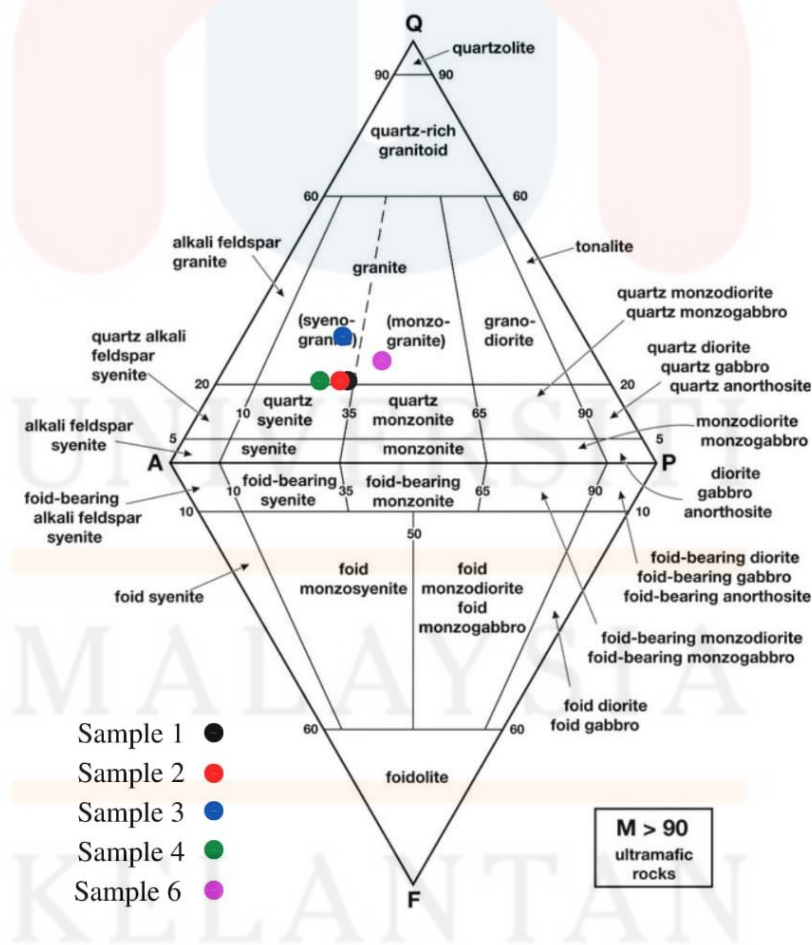 Q
quartzolite
90
90
quartz-rich
granitoid
60
60
alkali feldspar
granite
tonalite
granite
(syeno-
gran
)
(monzo-
granite)
grano-
diorite
quartz monzodiorite
quartz monzogabbro
quartz alkali
feldspar
syenite
quartz diorite
quartz gabbro
quartz anorthosite
20
20
10
quartz
syenite
35
quartz
monzonite
65
90
alkali feldspar
syenite
5
syenite
monzonite
5
monzodiorite
monzogabbro
A
P
foid-bearing
alkali feldspar
syenite
10
10
foid-bearing
syenite
35
foid-bearing
monzonite
65
90
10
diorite
gabbro
anorthosite
50
foid syenite
foid
monzosyenite
foid
monzodiorite
foid
monzogabbro
foid-bearing diorite
foid-bearing gabbro
foid-bearing anorthosite
foid-bearing monzodiorite
foid-bearing monzogabbro
foid diorite
foid gabbro
60
60
foidolite
F
Sample 1
Sample 2
Sample 3
Sample 4
Sample 6
M > 90
ultramafic
rocks
UNIVERSITI
MALAYSIA
KELANTAN